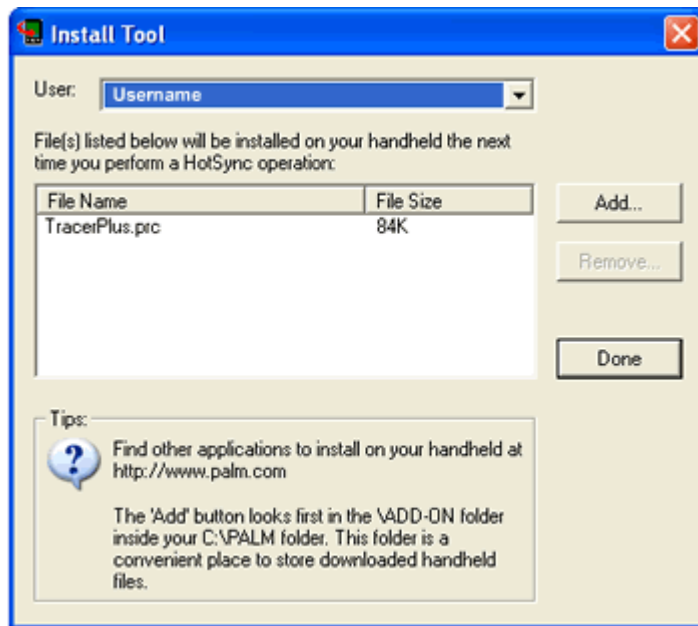 Install Tool
User: Username
File(s) listed below will be installed on your handheld the next
time you perform a HotSync operation:
File Name File Size
TracerPlus.prc 84K
Add...
Remove...
Done
Tips:
Find other applications to install on your handheld at
http://www.palm.com
The 'Add' button looks first in the \ADD-ON folder
inside your C:\PALM folder. This folder is a
convenient place to store downloaded handheld
files.